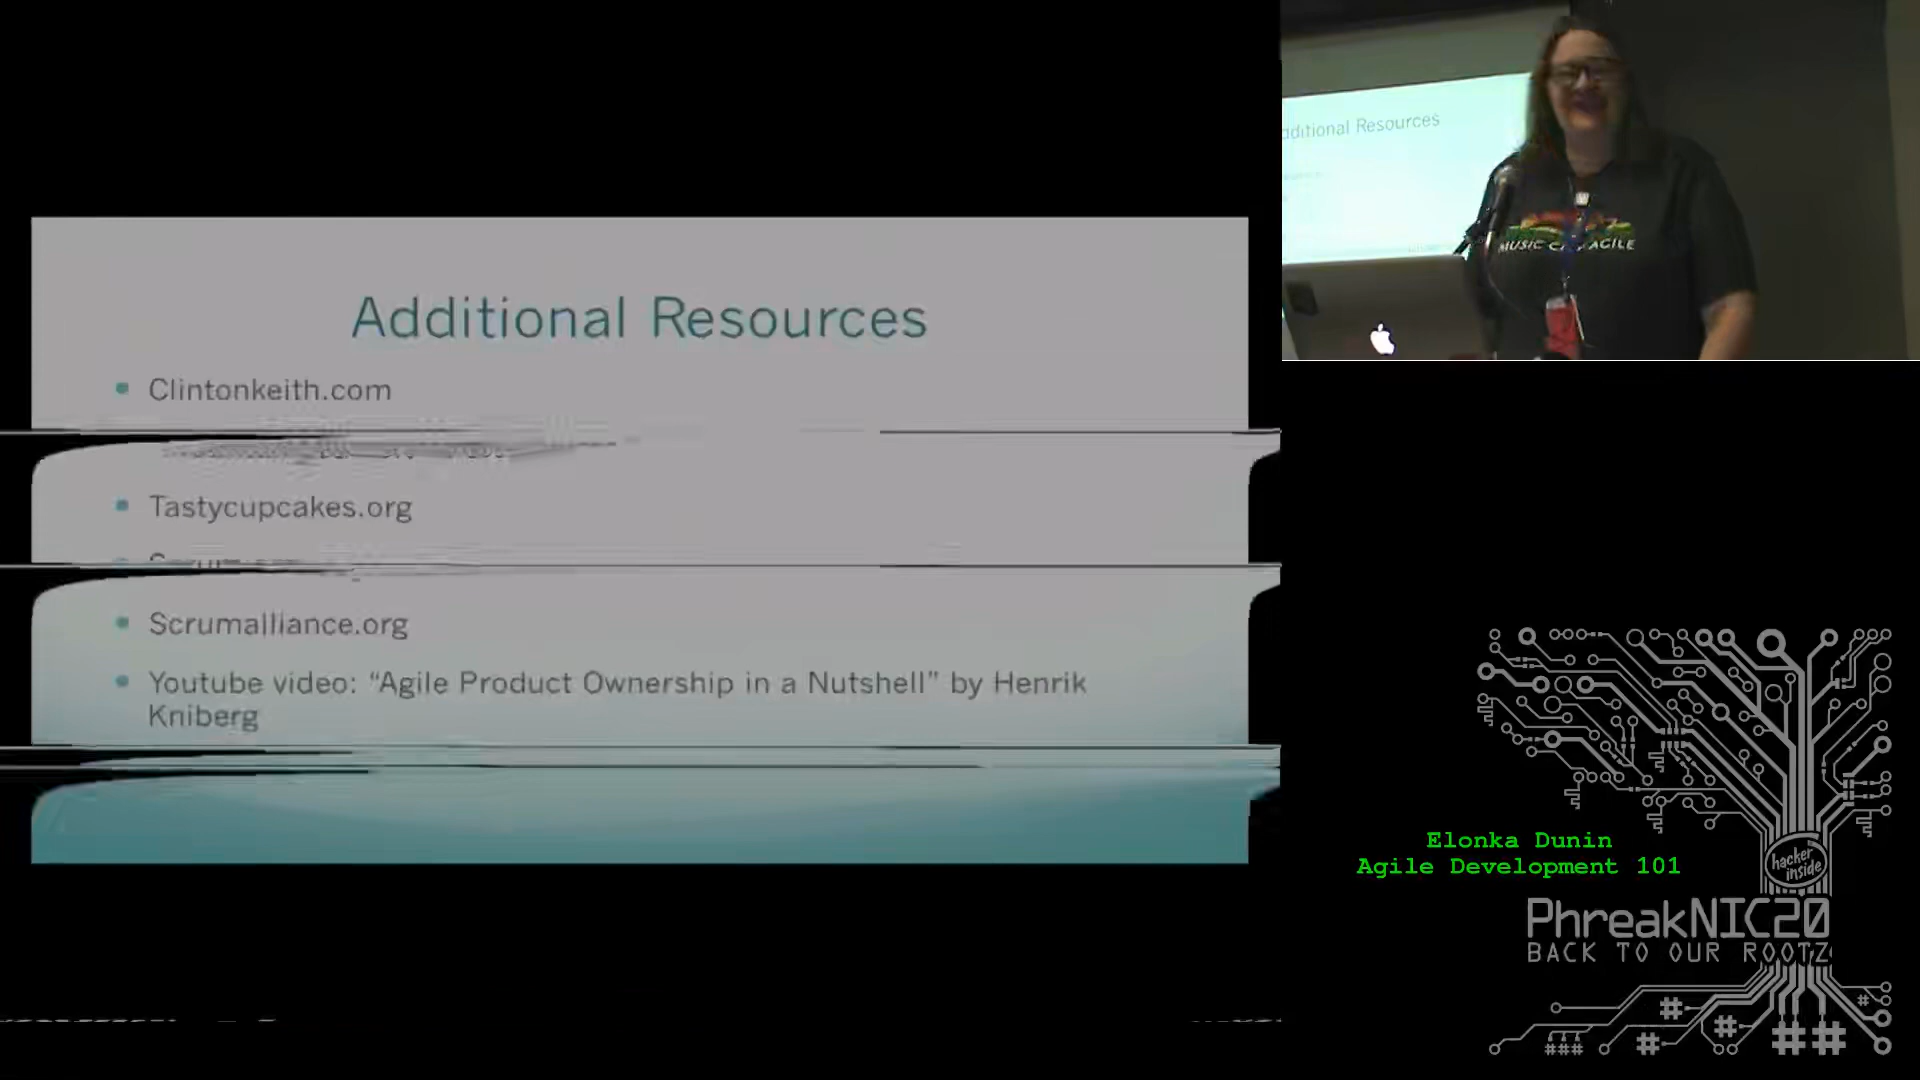 Additional Resources
Clintonkeith.com
Tastycupcakes.org
Scrumalliance.org
Youtube video: “Agile Product Ownership in a Nutshell” by Henrik
Kniberg
dditional Resources
MUSIC CITY AGILE
Elonka Dunin
Agile Development 101
hacker
inside
PhreakNIC20
BACK TO OUR ROOTZ
#
#
#
# ##
###